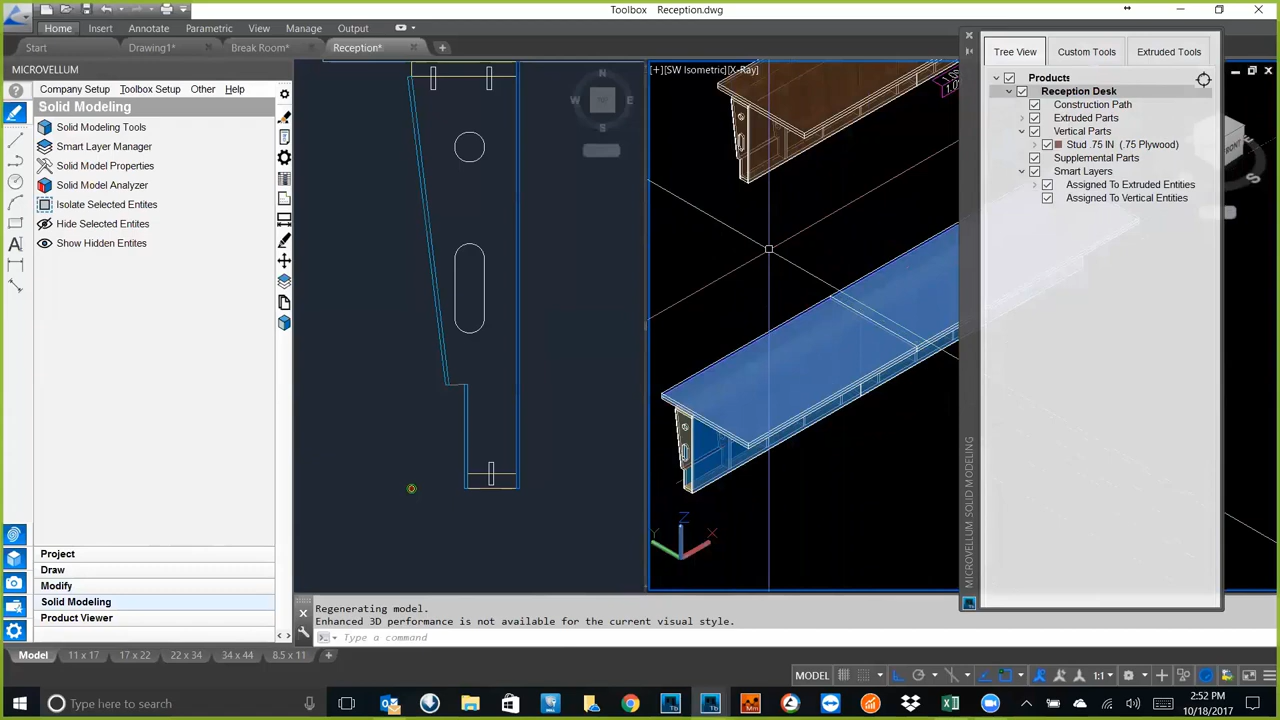 Toolbox Reception.dwg
Home Insert Annotate Parametric View Manage Output
Start Drawing1* Break Room* Reception*
MICROVELLUM
Company Setup Toolbox Setup Other Help
Solid Modeling
Solid Modeling Tools
Smart Layer Manager
Solid Model Properties
Solid Model Analyzer
Isolate Selected Entites
Hide Selected Entites
Show Hidden Entites
Project
Draw
Modify
Solid Modeling
Product Viewer
N
W E
S
[+][SW Isometric][X-Ray]
Z
Y X
FRONT
S
Tree View Custom Tools Extruded Tools
Products
Reception Desk
Construction Path
Extruded Parts
Vertical Parts
Stud .75 IN (.75 Plywood)
Supplemental Parts
Smart Layers
Assigned To Extruded Entities
Assigned To Vertical Entities
MICROVELLUM SOLID MODELING
Regenerating model.
Enhanced 3D performance is not available for the current visual style.
Type a command
Model 11 x 17 17 x 22 22 x 34 34 x 44 8.5 x 11
MODEL 1:1
Type here to search
2:52 PM
10/18/2017